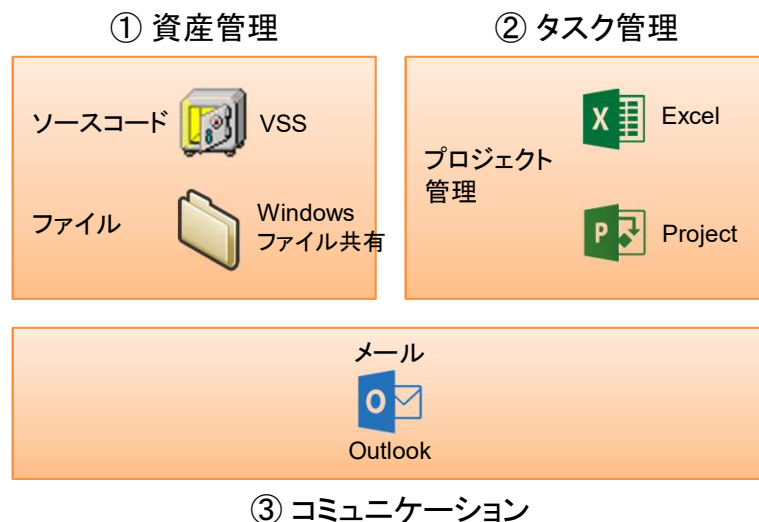 ① 資産管理
ソースコード
VSS
ファイル
Windows
ファイル共有
② タスク管理
プロジェクト
管理
Excel
Project
メール
Outlook
③ コミュニケーション